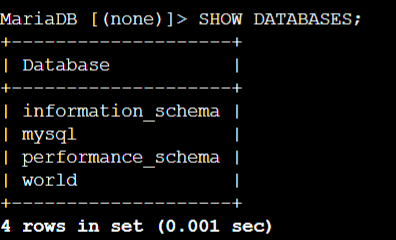 MariaDB [(none)]> SHOW DATABASES;
+--------------------+
| Database           |
+--------------------+
| information_schema |
| mysql              |
| performance_schema |
| world              |
+--------------------+
4 rows in set (0.001 sec)